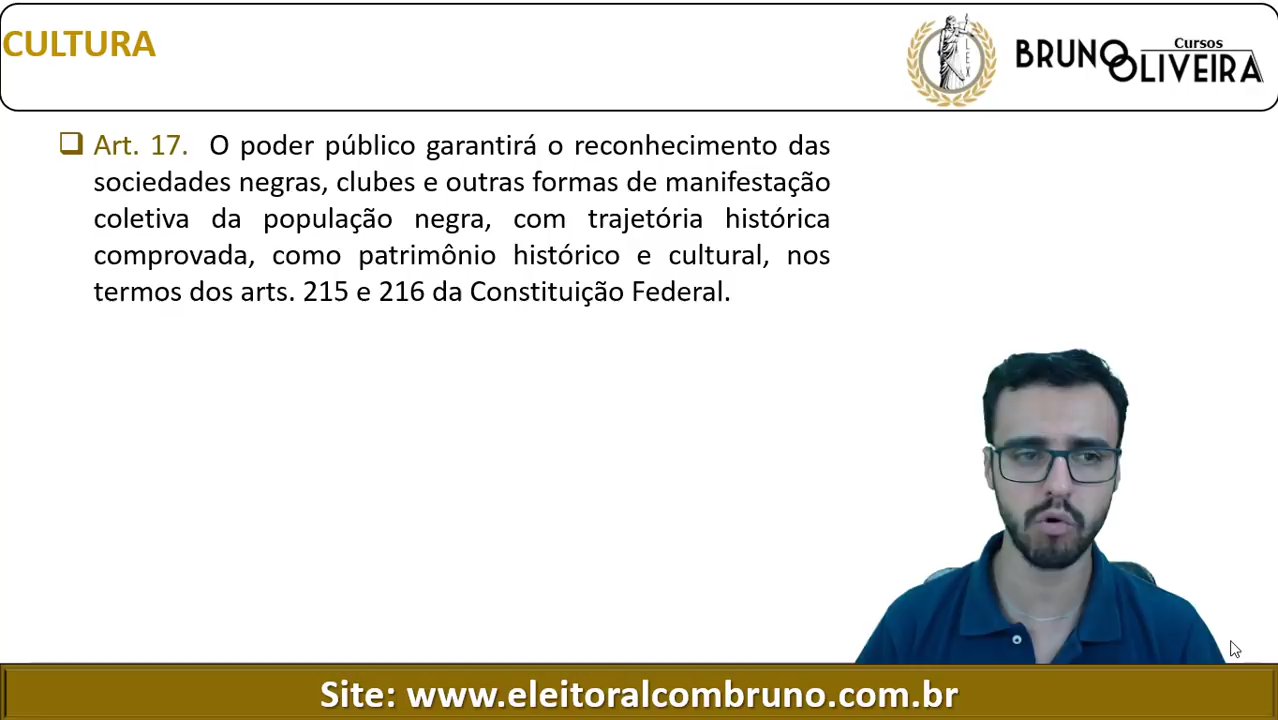 CULTURA
LEX
Cursos
BRUNO OLIVEIRA
Art. 17. O poder público garantirá o reconhecimento das
sociedades negras, clubes e outras formas de manifestação
coletiva da população negra, com trajetória histórica
comprovada, como patrimônio histórico e cultural, nos
termos dos arts. 215 e 216 da Constituição Federal.
Site: www.eleitoralcombruno.com.br